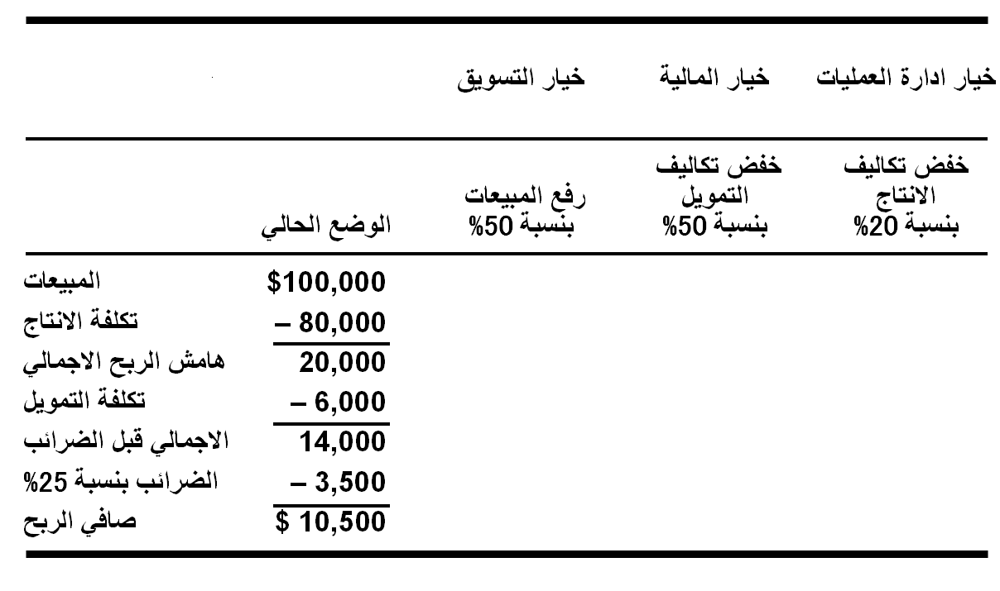 خيار ادارة العمليات خيار المالية خيار التسويق
خفض تكاليف الانتاج بنسبة 20%
خفض تكاليف التمويل بنسبة 50%
رفع المبيعات بنسبة 50%
الوضع الحالي
المبيعات $100,000
تكلفة الانتاج – 80,000
هامش الربح الاجمالي 20,000
تكلفة التمويل – 6,000
الاجمالي قبل الضرائب 14,000
الضرائب بنسبة 25% – 3,500
صافي الربح $ 10,500